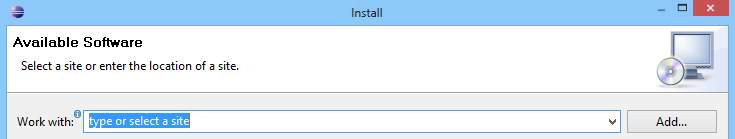 Install
Available Software
Select a site or enter the location of a site.
Work with: type or select a site Add...